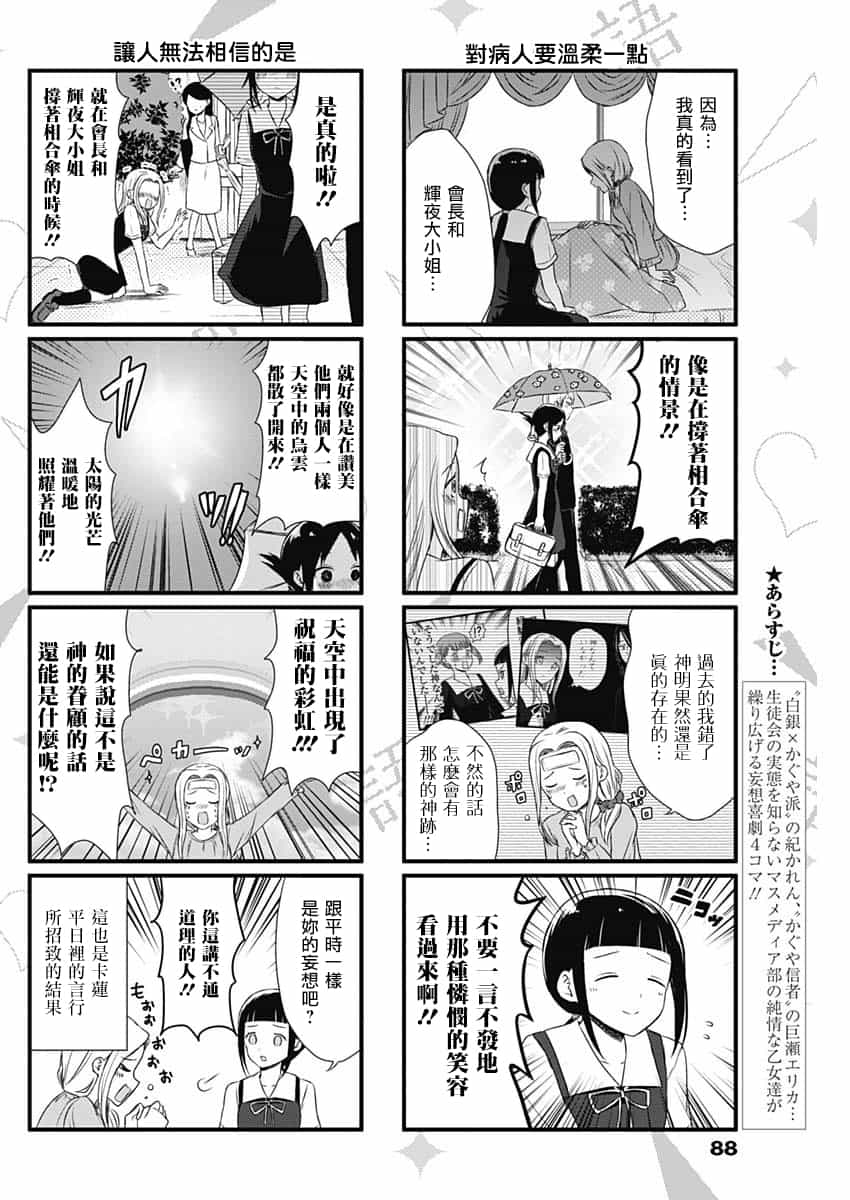 對病人要溫柔一點
因為…
我真的看到了…
會長和
輝夜大小姐…
像是在撐著相合傘
的情景!!
過去的我錯了
神明果然還是
真的存在的…
不然的話
怎麼會有
那樣的神跡…
ニコッ
不要一言不發地
用那種憐憫的笑容
看過來啊!!
讓人無法相信的是
是真的啦!!
就在會長和
輝夜大小姐
撐著相合傘的時候!!
就好像是在讚美
他們兩個人一樣
天空中的烏雲
都散了開來!!
カッ
太陽的光芒
溫暖地
照耀著他們!!
天空中出現了
祝福的彩虹!!!
ペカーッ
如果說這不是
神的眷顧的話
還能是什麼呢!?
跟平時一樣
是妳的妄想吧?
你這講不通
道理的人!!
もぉぉぉぉ
這也是卡蓮
平日裡的言行
所招致的結果
★あらすじ…
〝白銀×かぐや派〟の紀かれん、〝かぐや信者〟の巨瀬エリカ…
生徒会の実態を知らないマスメディア部の純情な乙女達が
繰り広げる妄想喜劇4コマ!!
88